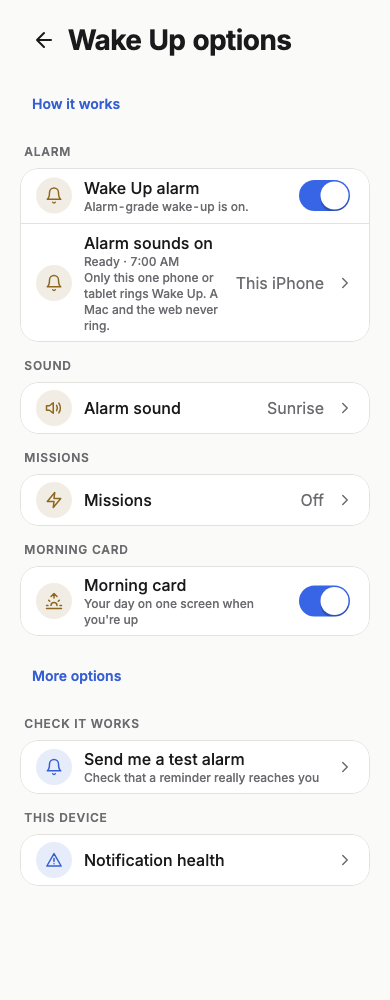 Wake Up options
How it works
ALARM
Wake Up alarm
Alarm-grade wake-up is on.
Alarm sounds on
Ready · 7:00 AM
Only this one phone or
tablet rings Wake Up. A
Mac and the web never
ring.
This iPhone
SOUND
Alarm sound
Sunrise
MISSIONS
Missions
Off
MORNING CARD
Morning card
Your day on one screen when
you're up
More options
CHECK IT WORKS
Send me a test alarm
Check that a reminder really reaches you
THIS DEVICE
Notification health